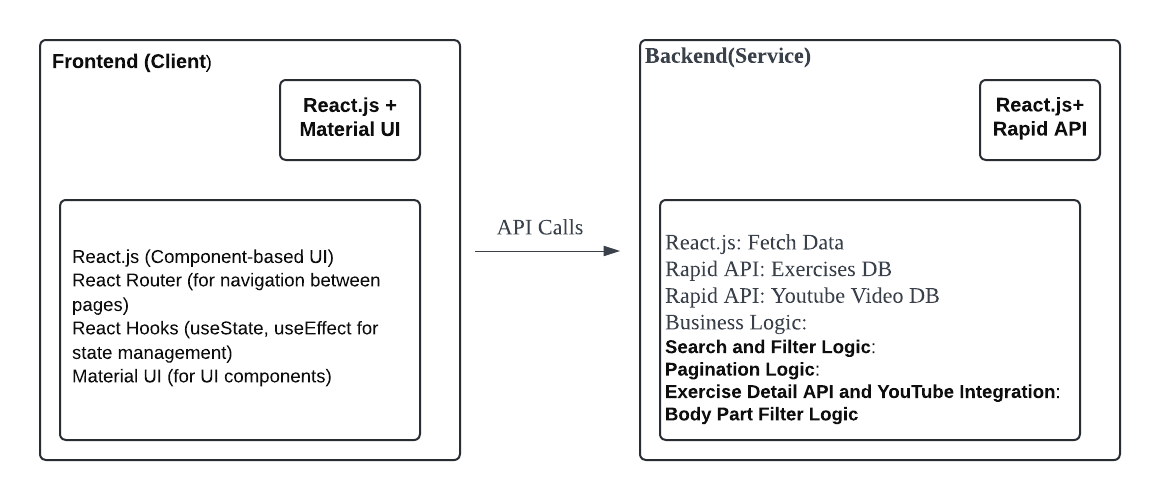 Frontend (Client)
React.js +
Material UI
React.js (Component-based UI)
React Router (for navigation between
pages)
React Hooks (useState, useEffect for
state management)
Material UI (for UI components)
API Calls
Backend(Service)
React.js+
Rapid API
React.js: Fetch Data
Rapid API: Exercises DB
Rapid API: Youtube Video DB
Business Logic:
Search and Filter Logic:
Pagination Logic:
Exercise Detail API and YouTube Integration:
Body Part Filter Logic